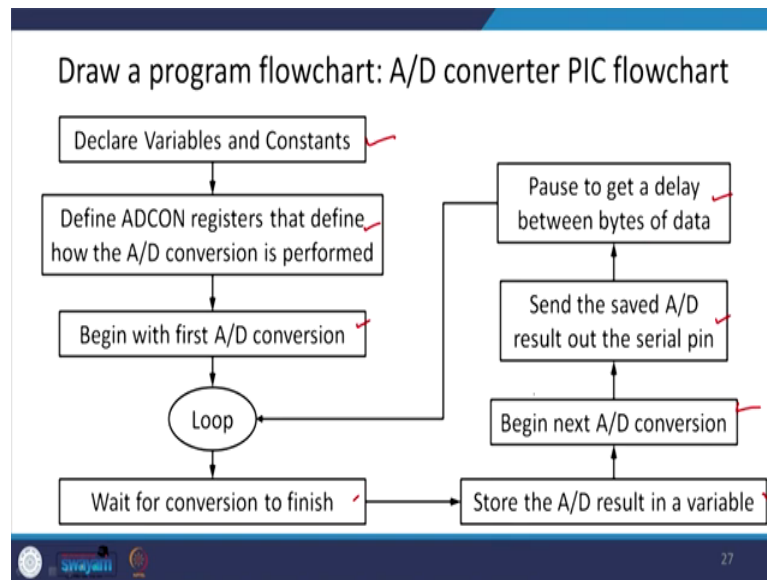 Draw a program flowchart: A/D converter PIC flowchart
Declare Variables and Constants
Define ADCON registers that define
how the A/D conversion is performed
Begin with first A/D conversion
Loop
Wait for conversion to finish
Store the A/D result in a variable
Begin next A/D conversion
Send the saved A/D
result out the serial pin
Pause to get a delay
between bytes of data
swayam
27